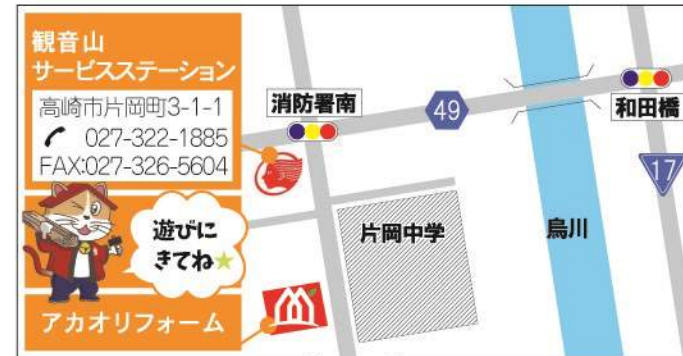 観音山
サービスステーション
高崎市片岡町3-1-1
027-322-1885
FAX:027-326-5604
遊びに
きてね★
アカオリフォーム
消防署南
49
和田橋
17
片岡中学
烏川